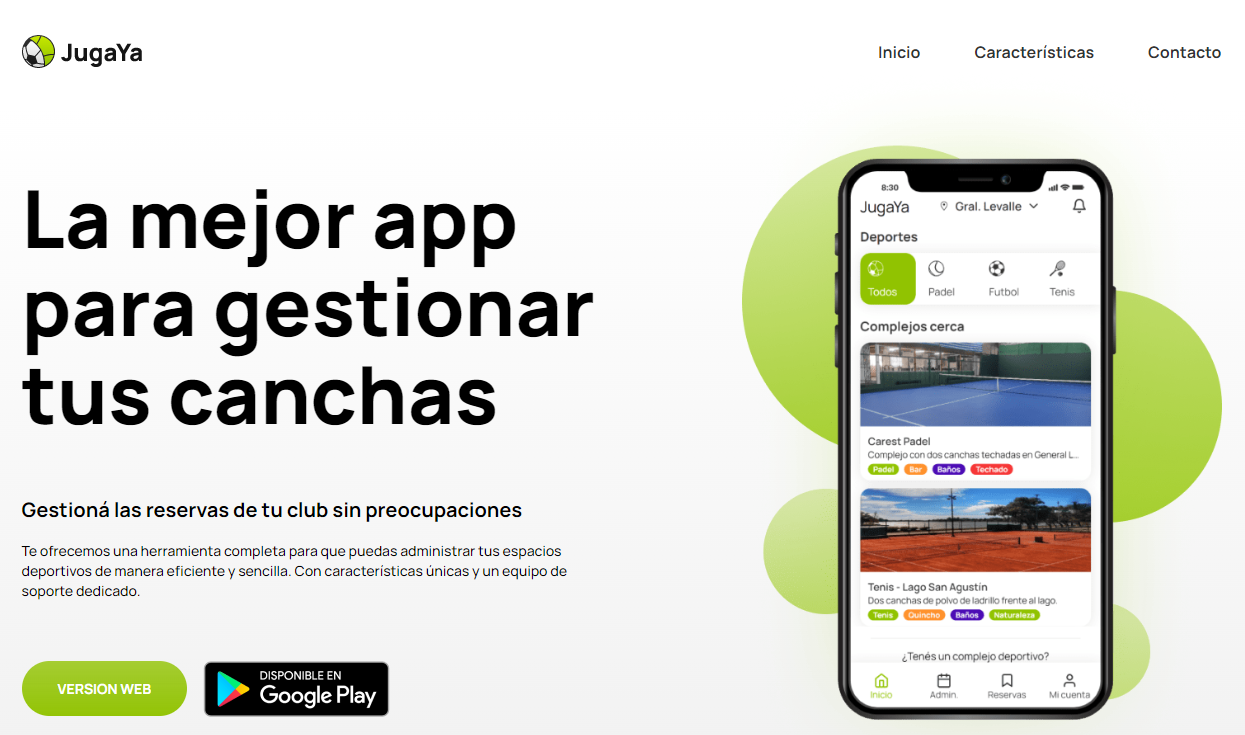 JugaYa
Inicio
Características
Contacto
La mejor app
para gestionar
tus canchas
Gestioná las reservas de tu club sin preocupaciones
Te ofrecemos una herramienta completa para que puedas administrar tus espacios
deportivos de manera eficiente y sencilla. Con características únicas y un equipo de
soporte dedicado.
VERSION WEB
DISPONIBLE EN
Google Play
8:30
JugaYa
Gral. Levalle
Deportes
Todos
Padel
Futbol
Tenis
Complejos cerca
Carest Padel
Complejo con dos canchas techadas en General L...
Padel
Bar
Baños
Techado
Tenis - Lago San Agustín
Dos canchas de polvo de ladrillo frente al lago.
Tenis
Quincho
Baños
Naturaleza
¿Tenés un complejo deportivo?
Inicio
Admin.
Reservas
Mi cuenta